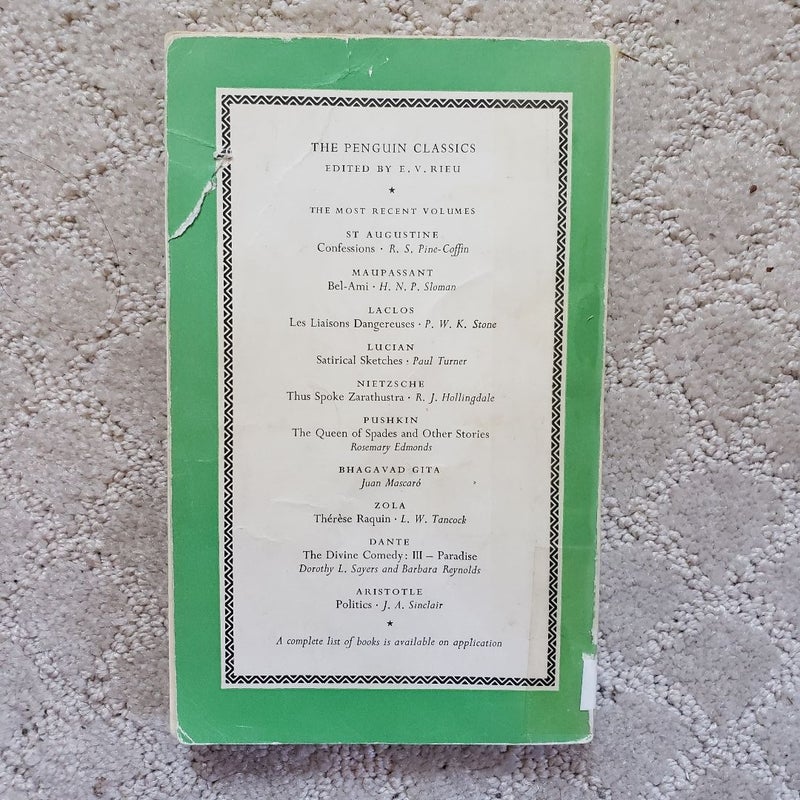 THE PENGUIN CLASSICS
EDITED BY E. V. RIEU
★
THE MOST RECENT VOLUMES
ST AUGUSTINE
Confessions · R. S. Pine-Coffin
MAUPASSANT
Bel-Ami · H. N. P. Sloman
LACLOS
Les Liaisons Dangereuses · P. W. K. Stone
LUCIAN
Satirical Sketches · Paul Turner
NIETZSCHE
Thus Spoke Zarathustra · R. J. Hollingdale
PUSHKIN
The Queen of Spades and Other Stories
Rosemary Edmonds
BHAGAVAD GITA
Juan Mascaró
ZOLA
Thérèse Raquin · L. W. Tancock
DANTE
The Divine Comedy: III – Paradise
Dorothy L. Sayers and Barbara Reynolds
ARISTOTLE
Politics · J. A. Sinclair
★
A complete list of books is available on application